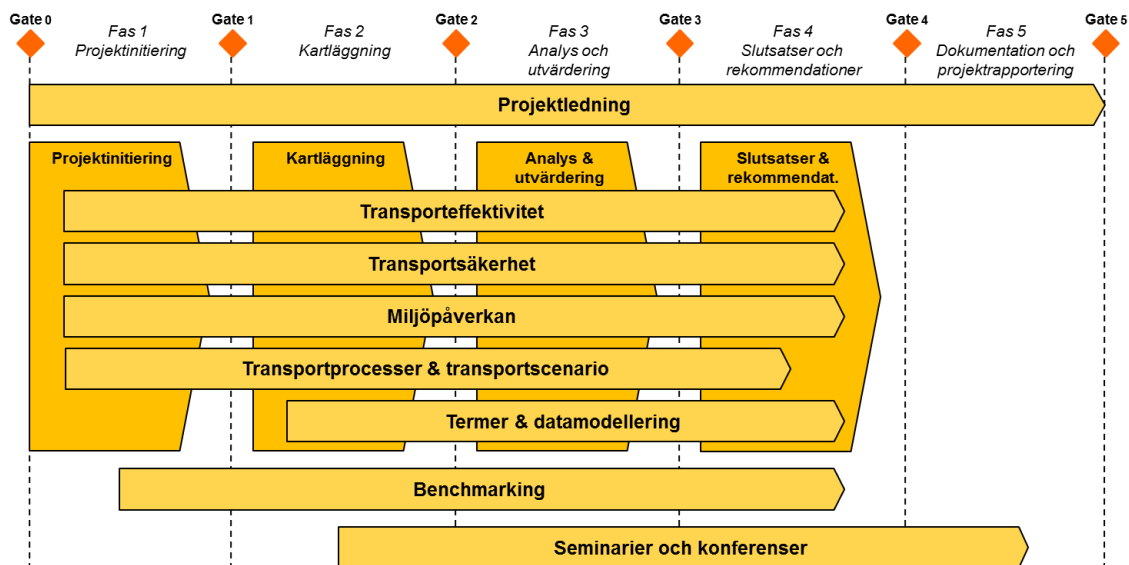 Gate 0
Fas 1
Projektinitiering
Gate 1
Fas 2
Kartläggning
Gate 2
Fas 3
Analys och
utvärdering
Gate 3
Fas 4
Slutsatser och
rekommendationer
Gate 4
Fas 5
Dokumentation och
projektrapportering
Gate 5
Projektledning
Projektinitiering
Kartläggning
Analys &
utvärdering
Slutsatser &
rekommendat.
Transporteffektivitet
Transportsäkerhet
Miljöpåverkan
Transportprocesser & transportscenario
Termer & datamodellering
Benchmarking
Seminarier och konferenser